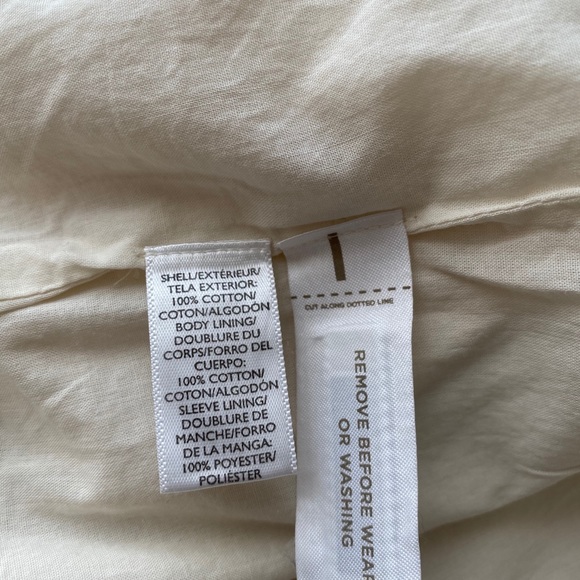 SHELL/EXTÉRIEUR/
TELA EXTERIOR:
100% COTTON/
COTON/ALGODÓN
BODY LINING/
DOUBLURE DU
CORPS/FORRO DEL
CUERPO:
100% COTTON/
COTON/ALGODÓN
SLEEVE LINING/
DOUBLURE DE
MANCHE/FORRO
DE LA MANGA:
100% POYESTER/
POLIÉSTER
CUT ALONG DOTTED LINE
REMOVE BEFORE WEAR
OR WASHING